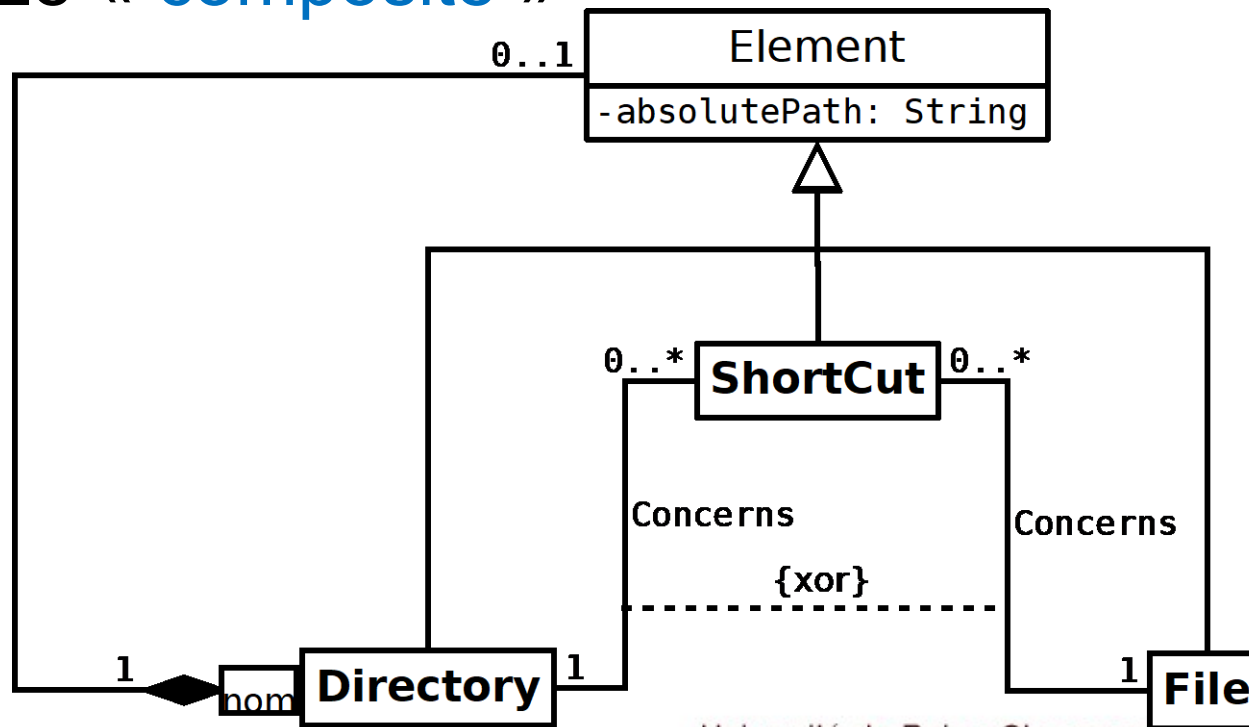 « composite »
0..1
Element
-absolutePath: String
0..*
ShortCut
0..*
Concerns
Concerns
{xor}
1
nom
Directory
1
1
File